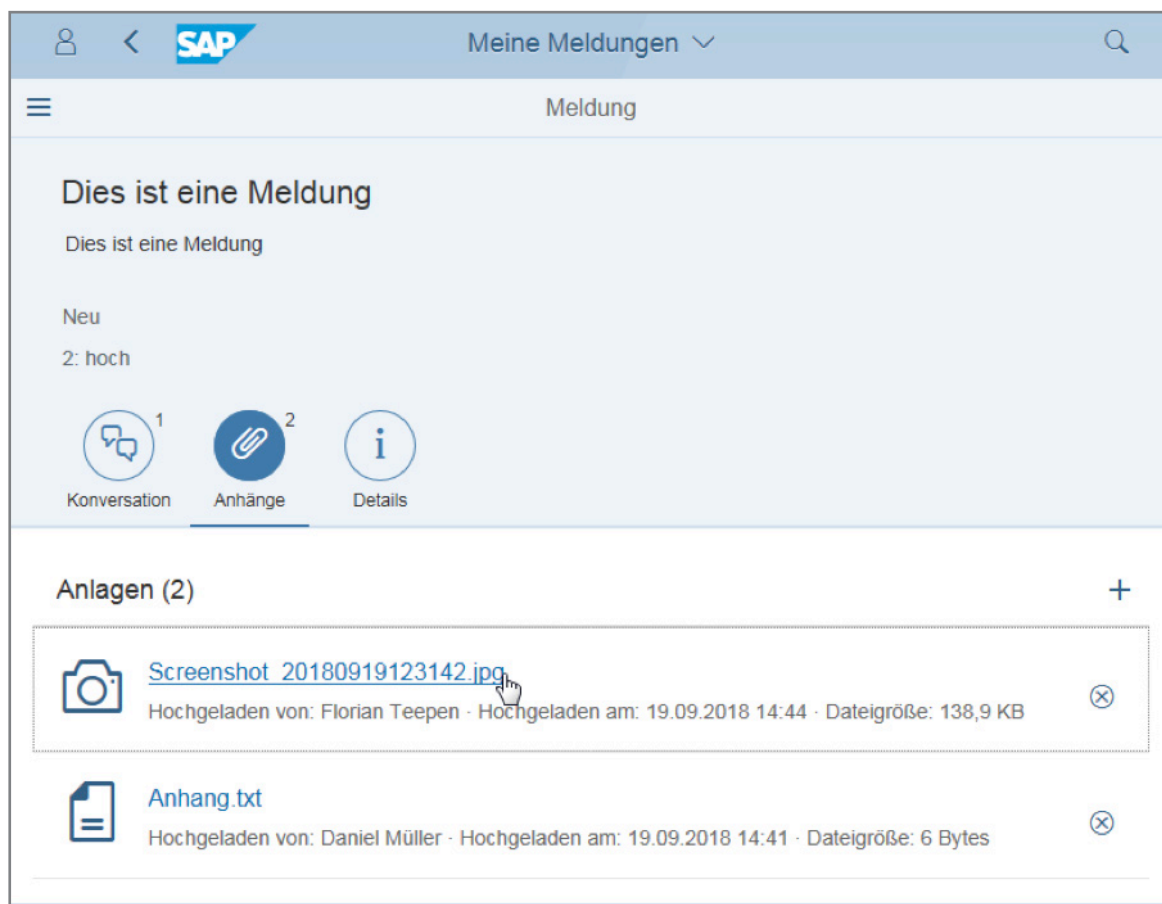 SAP Meine Meldungen
Meldung
Dies ist eine Meldung
Dies ist eine Meldung
Neu
2: hoch
1 2
Konversation Anhänge Details
Anlagen (2)
Screenshot_20180919123142.jpg
Hochgeladen von: Florian Teepen · Hochgeladen am: 19.09.2018 14:44 · Dateigröße: 138,9 KB
Anhang.txt
Hochgeladen von: Daniel Müller · Hochgeladen am: 19.09.2018 14:41 · Dateigröße: 6 Bytes